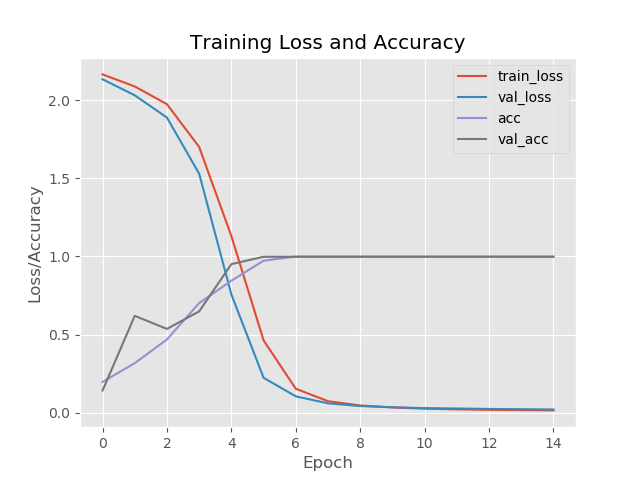 Training Loss and Accuracy
train_loss
val_loss
acc
val_acc
Loss/Accuracy
2.0
1.5
1.0
0.5
0.0
0 2 4 6 8 10 12 14
Epoch